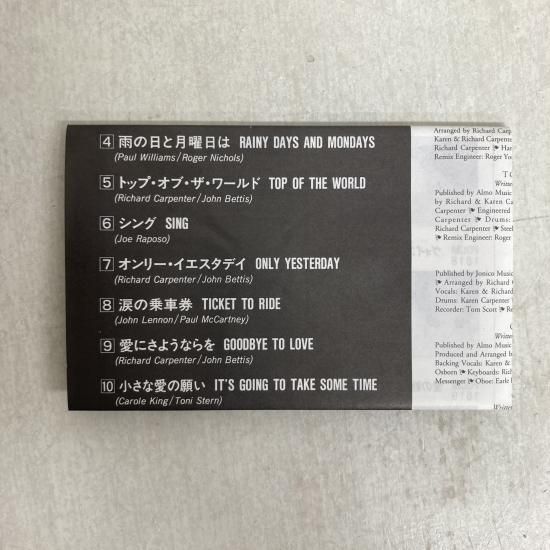 4 雨の日と月曜日は RAINY DAYS AND MONDAYS
(Paul Williams/Roger Nichols)
5 トップ・オブ・ザ・ワールド TOP OF THE WORLD
(Richard Carpenter/John Bettis)
6 シング SING
(Joe Raposo)
7 オンリー・イエスタデイ ONLY YESTERDAY
(Richard Carpenter/John Bettis)
8 涙の乗車券 TICKET TO RIDE
(John Lennon/Paul McCartney)
9 愛にさようならを GOODBYE TO LOVE
(Richard Carpenter/John Bettis)
10 小さな愛の願い IT'S GOING TO TAKE SOME TIME
(Carole King/Toni Stern)
Arranged by Richard Carp
Karen & Richard Carpenter
Richard Carpenter ❧ Har
Remix Engineer: Roger Yo
TO
Writte
Published by Almo Music
by Richard & Karen Ca
Carpenter ❧ Engineered
Carpenter ❧ Drums:
Richard Carpenter ❧ Steel
❧ Remix Engineer: Roger
Published by Jonico Music
❧ Arranged by Richard C
Vocals: Karen & Richard
Drums: Karen Carpenter
Recorder: Tom Scott ❧ Re
Writte
Published by Almo Music
Produced and Arranged b
Backing Vocals: Karen
Osborn ❧ Keyboards: Rich
Messenger ❧ Oboe: Earle
Writte